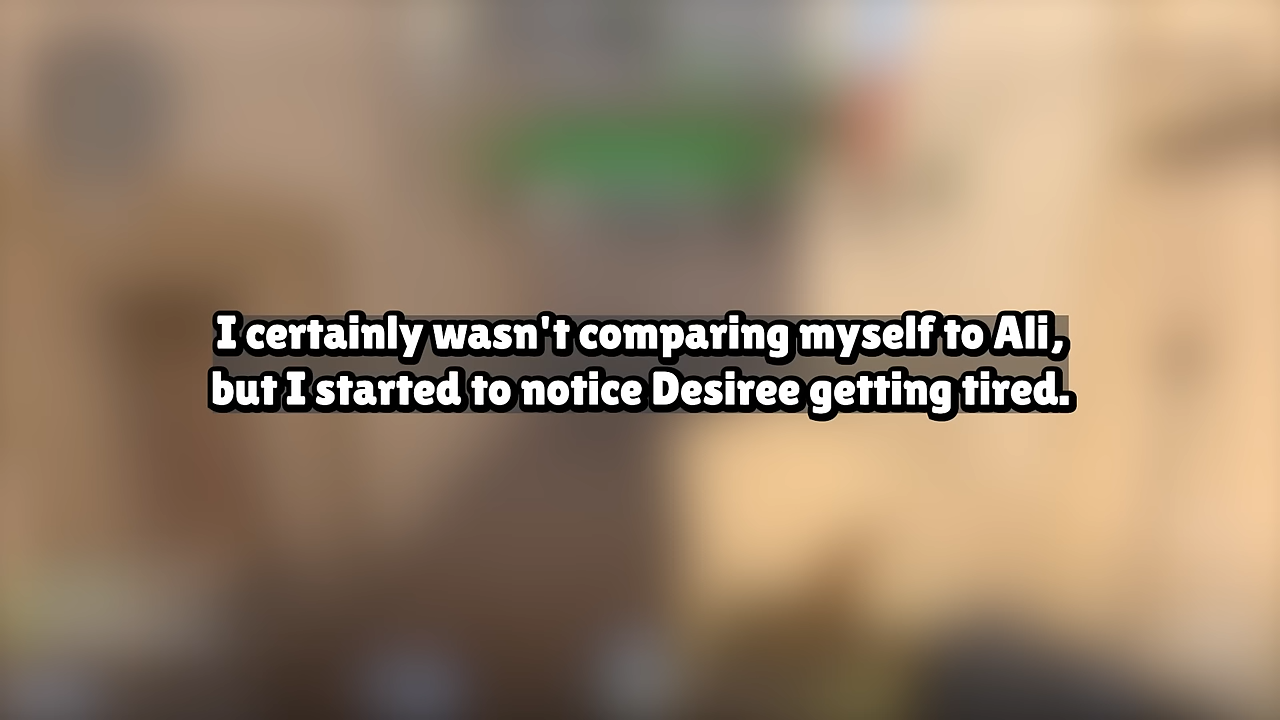 I certainly wasn't comparing myself to Ali,
but I started to notice Desiree getting tired.